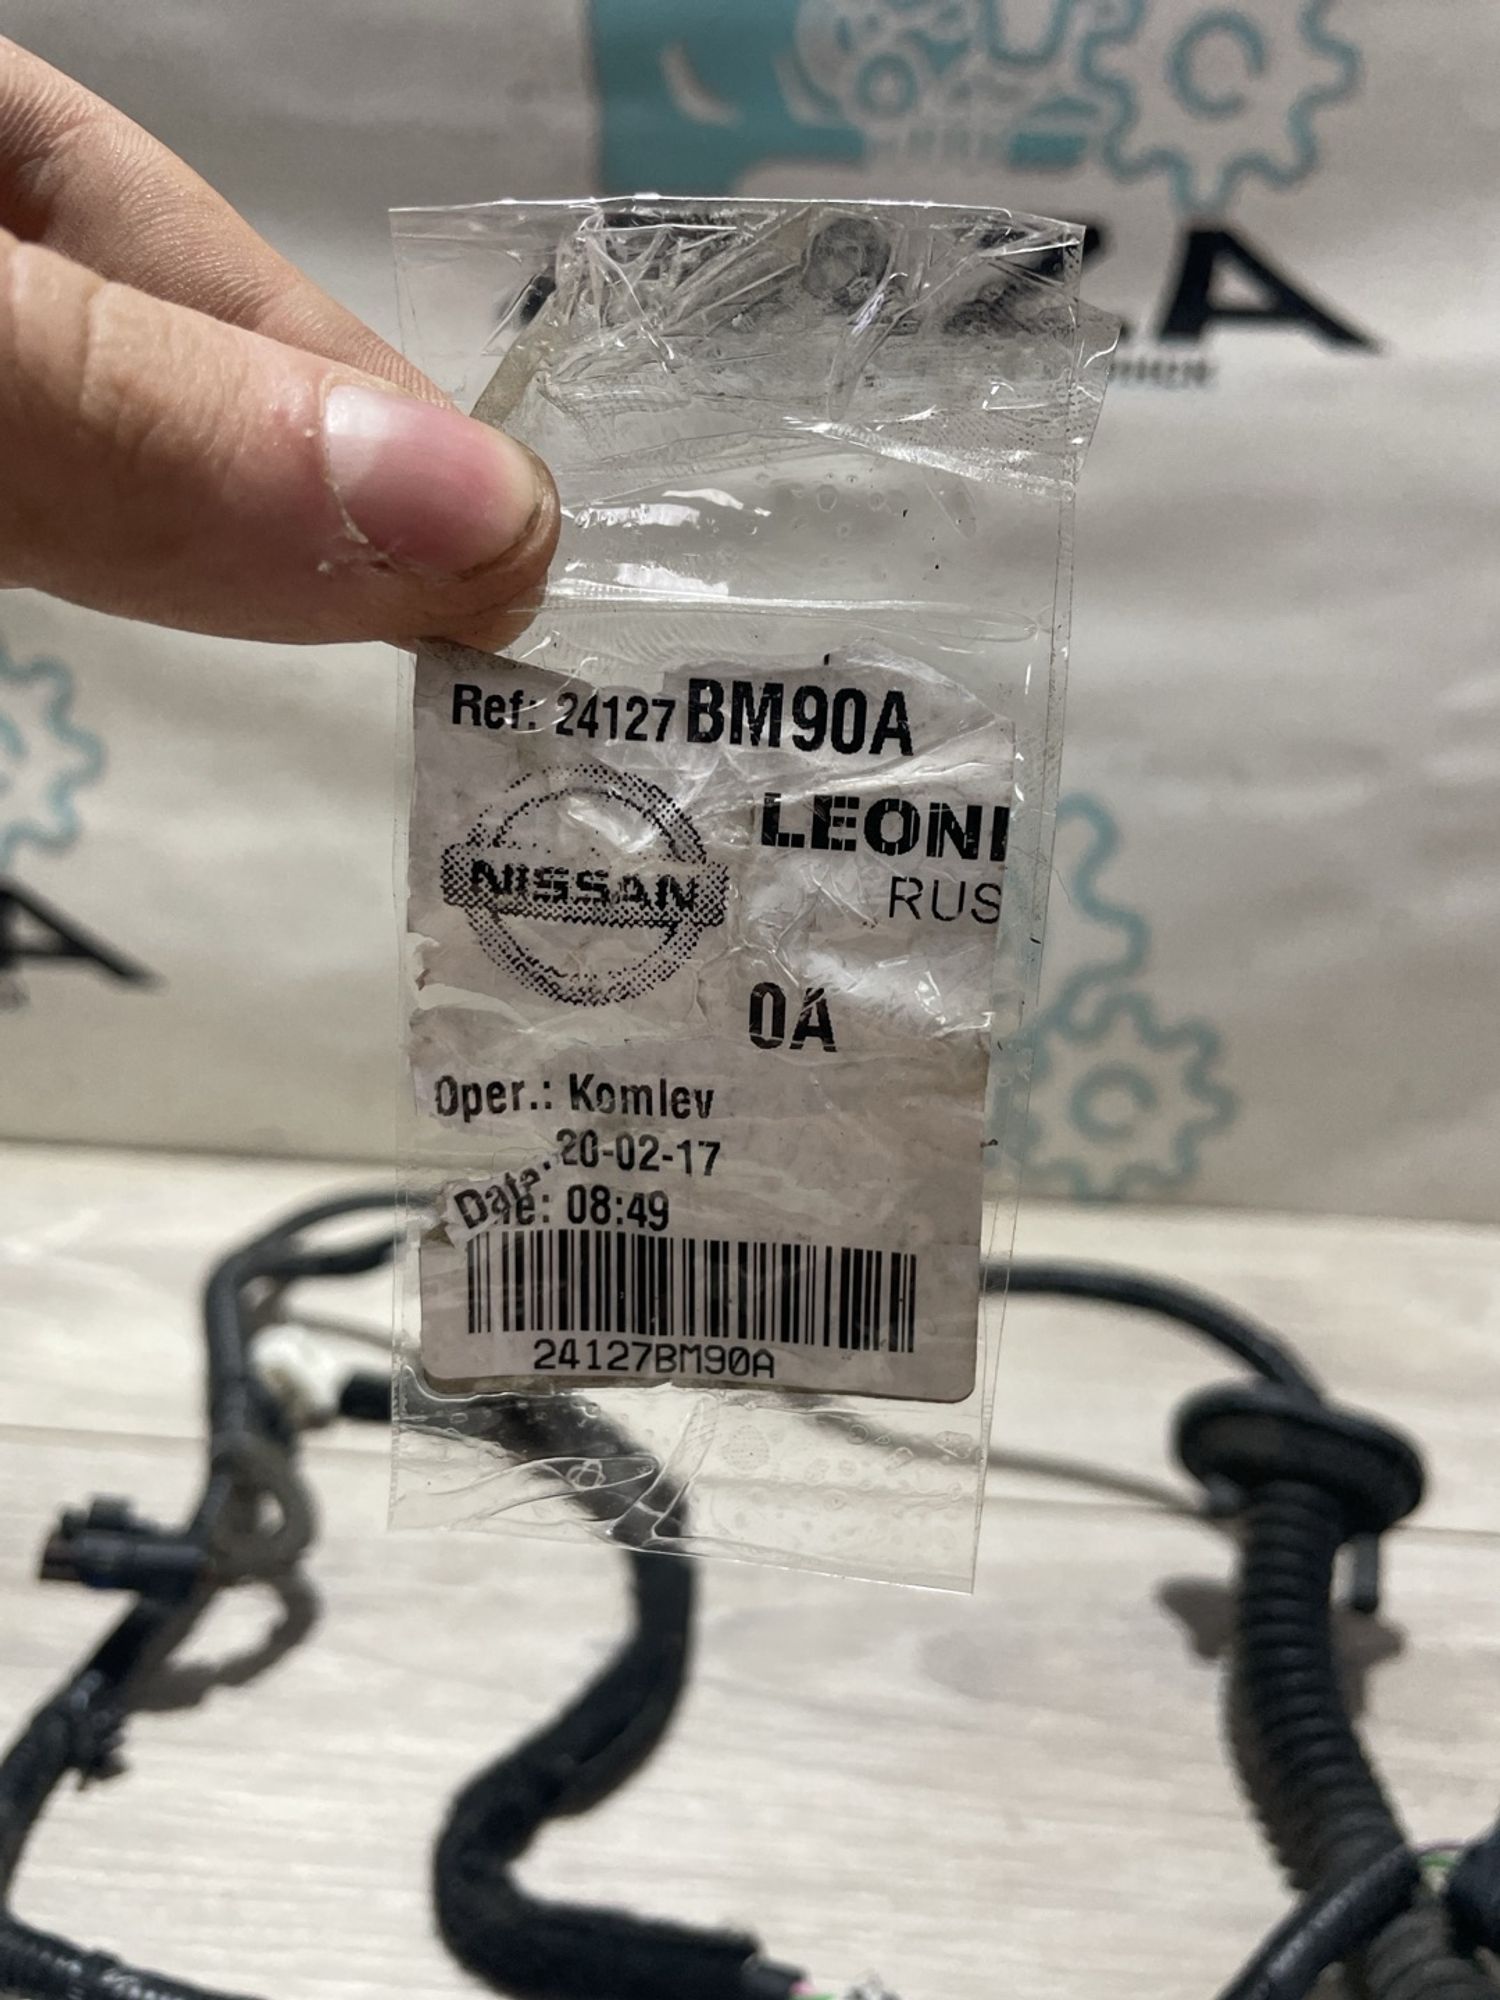 Ref: 24127 BM90A
LEONI
RUS
NISSAN
0A
Oper.: Komlev
Date: 20-02-17
08:49
24127BM90A